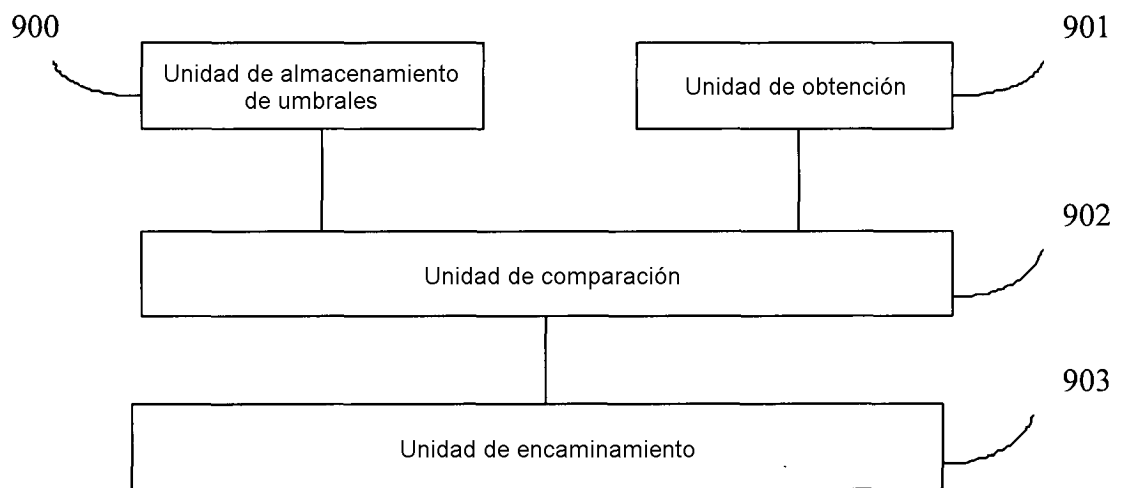 900
901
Unidad de almacenamiento
de umbrales
Unidad de obtención
902
Unidad de comparación
903
Unidad de encaminamiento